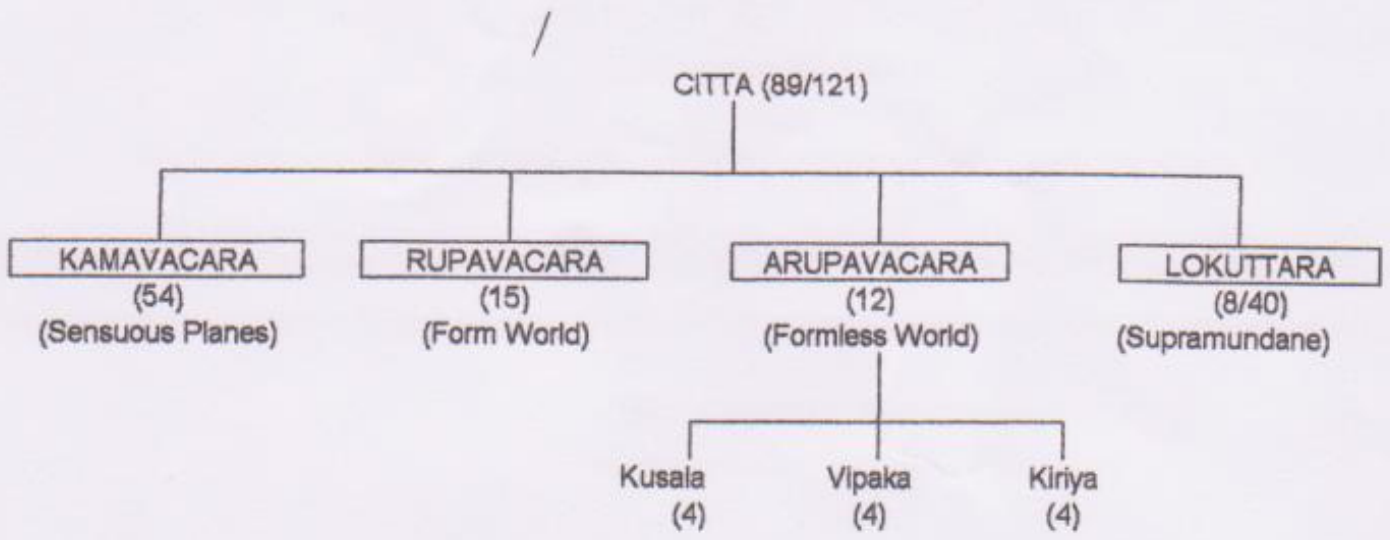 CITTA (89/121)
KAMAVACARA
(54)
(Sensuous Planes)
RUPAVACARA
(15)
(Form World)
ARUPAVACARA
(12)
(Formless World)
LOKUTTARA
(8/40)
(Supramundane)
Kusala
(4)
Vipaka
(4)
Kiriya
(4)